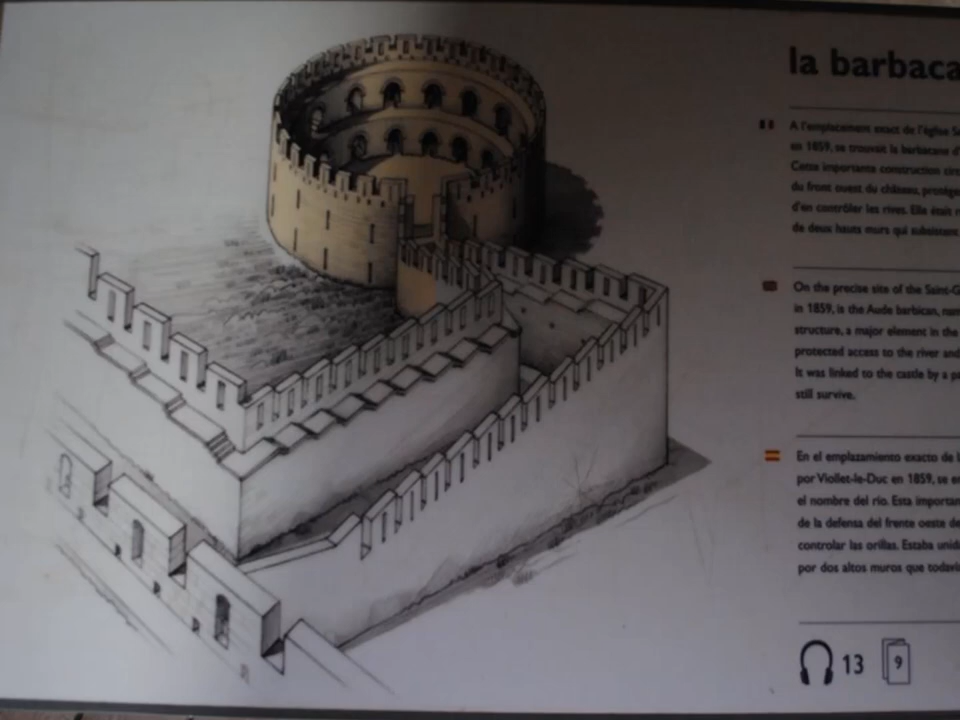 la barbaca
A l'emplacement exact de l'église S
en 1859, se trouvait la barbacane d'
Cette importante construction circ
du front ouest du château, protége
d'en contrôler les rives. Elle était r
de deux hauts murs qui subsistent
On the precise site of the Saint-G
in 1859, is the Aude barbican, nam
structure, a major element in the
protected access to the river and
It was linked to the castle by a pa
still survive.
En el emplazamiento exacto de l
por Viollet-le-Duc en 1859, se e
el nombre del río. Esta importan
de la defensa del frente oeste de
controlar las orillas. Estaba unid
por dos altos muros que todaví
13 9